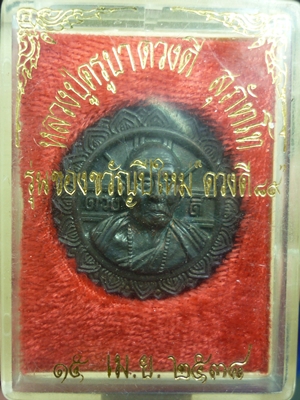 หลวงปู่ครูบาดวงดี สุภัทโท
รุ่นของขวัญปีใหม่ ดวงดี ๘๙
๑๕ เม.ย. ๒๕๓๘